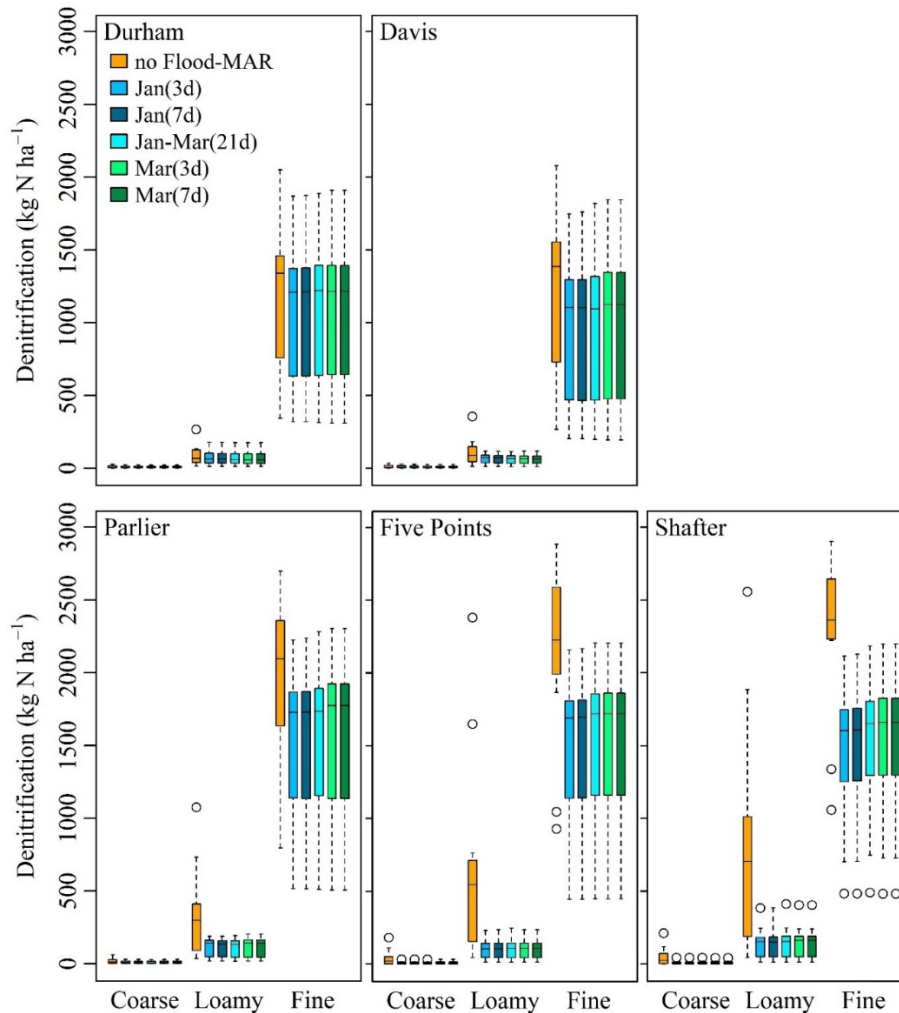 Durham
no Flood-MAR
Jan(3d)
Jan(7d)
Jan-Mar(21d)
Mar(3d)
Mar(7d)
Davis
Denitrification (kg N ha⁻¹)
3000
2500
2000
1500
1000
500
0
Parlier
Five Points
Shafter
Denitrification (kg N ha⁻¹)
3000
2500
2000
1500
1000
500
0
Coarse Loamy Fine
Coarse Loamy Fine
Coarse Loamy Fine